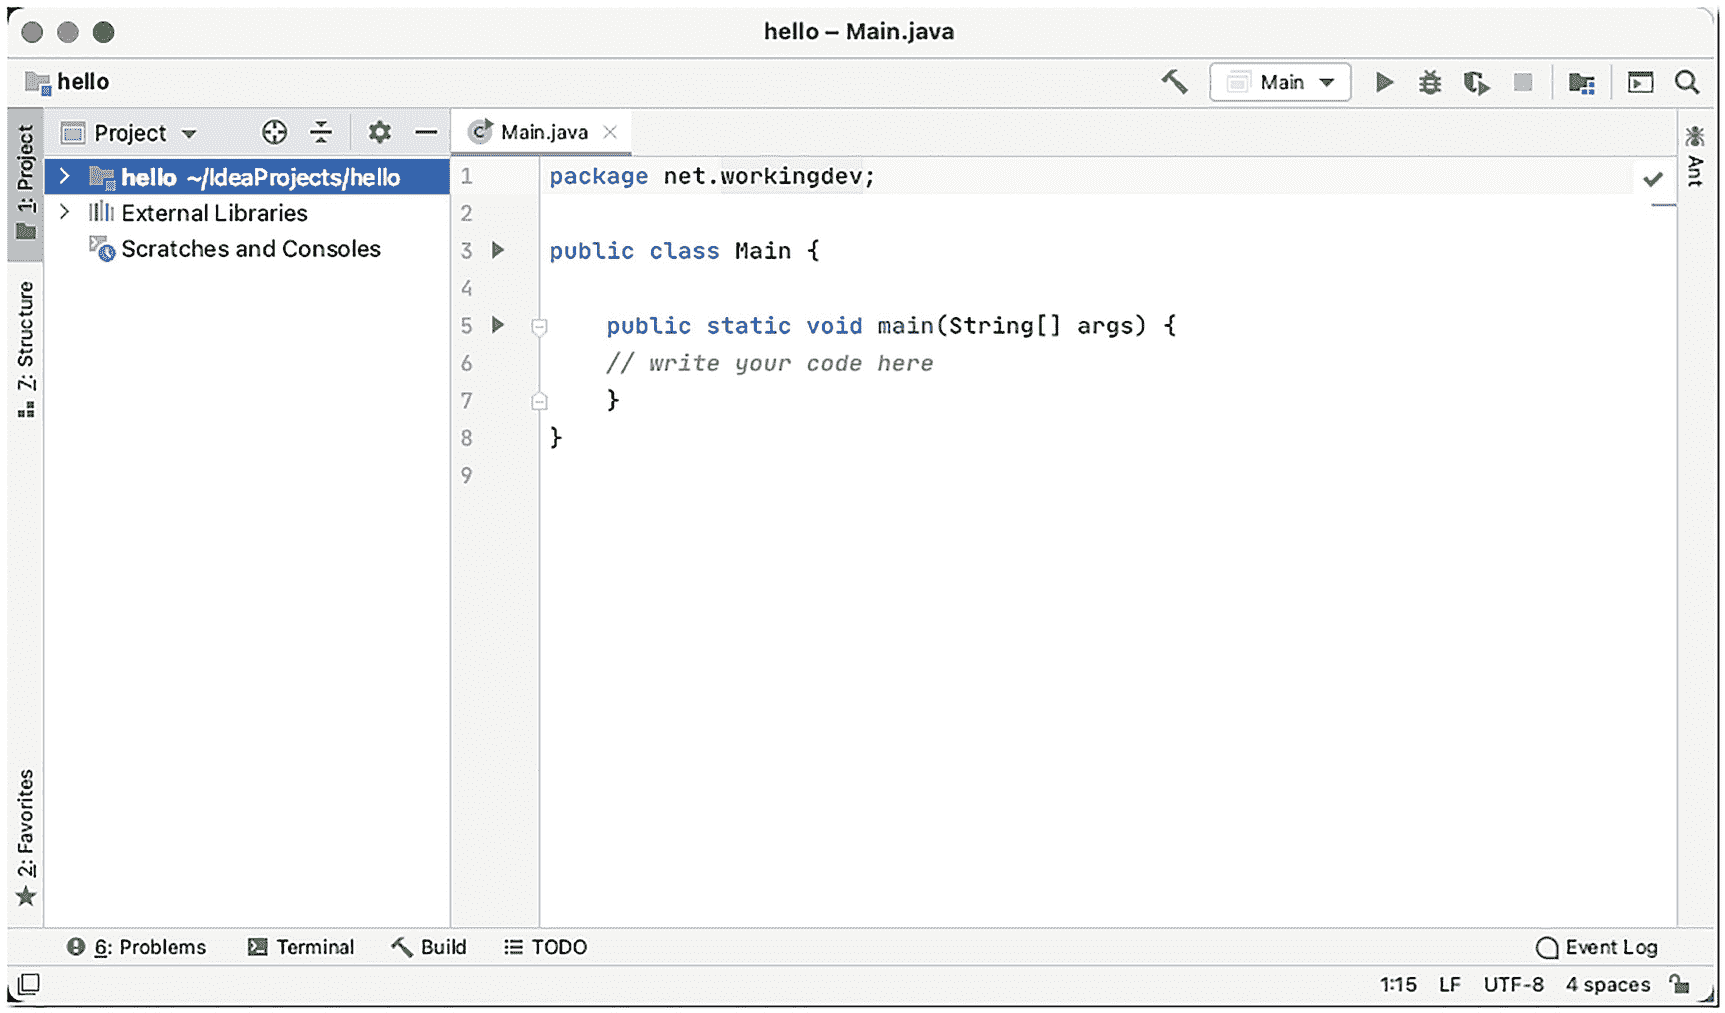 hello – Main.java
hello
Main
1: Project
Project
Main.java
Ant
hello ~/IdeaProjects/hello
External Libraries
Scratches and Consoles
7: Structure
2: Favorites
1 package net.workingdev;
2
3 public class Main {
4
5 public static void main(String[] args) {
6 // write your code here
7 }
8 }
9
6: Problems Terminal Build TODO Event Log
1:15 LF UTF-8 4 spaces